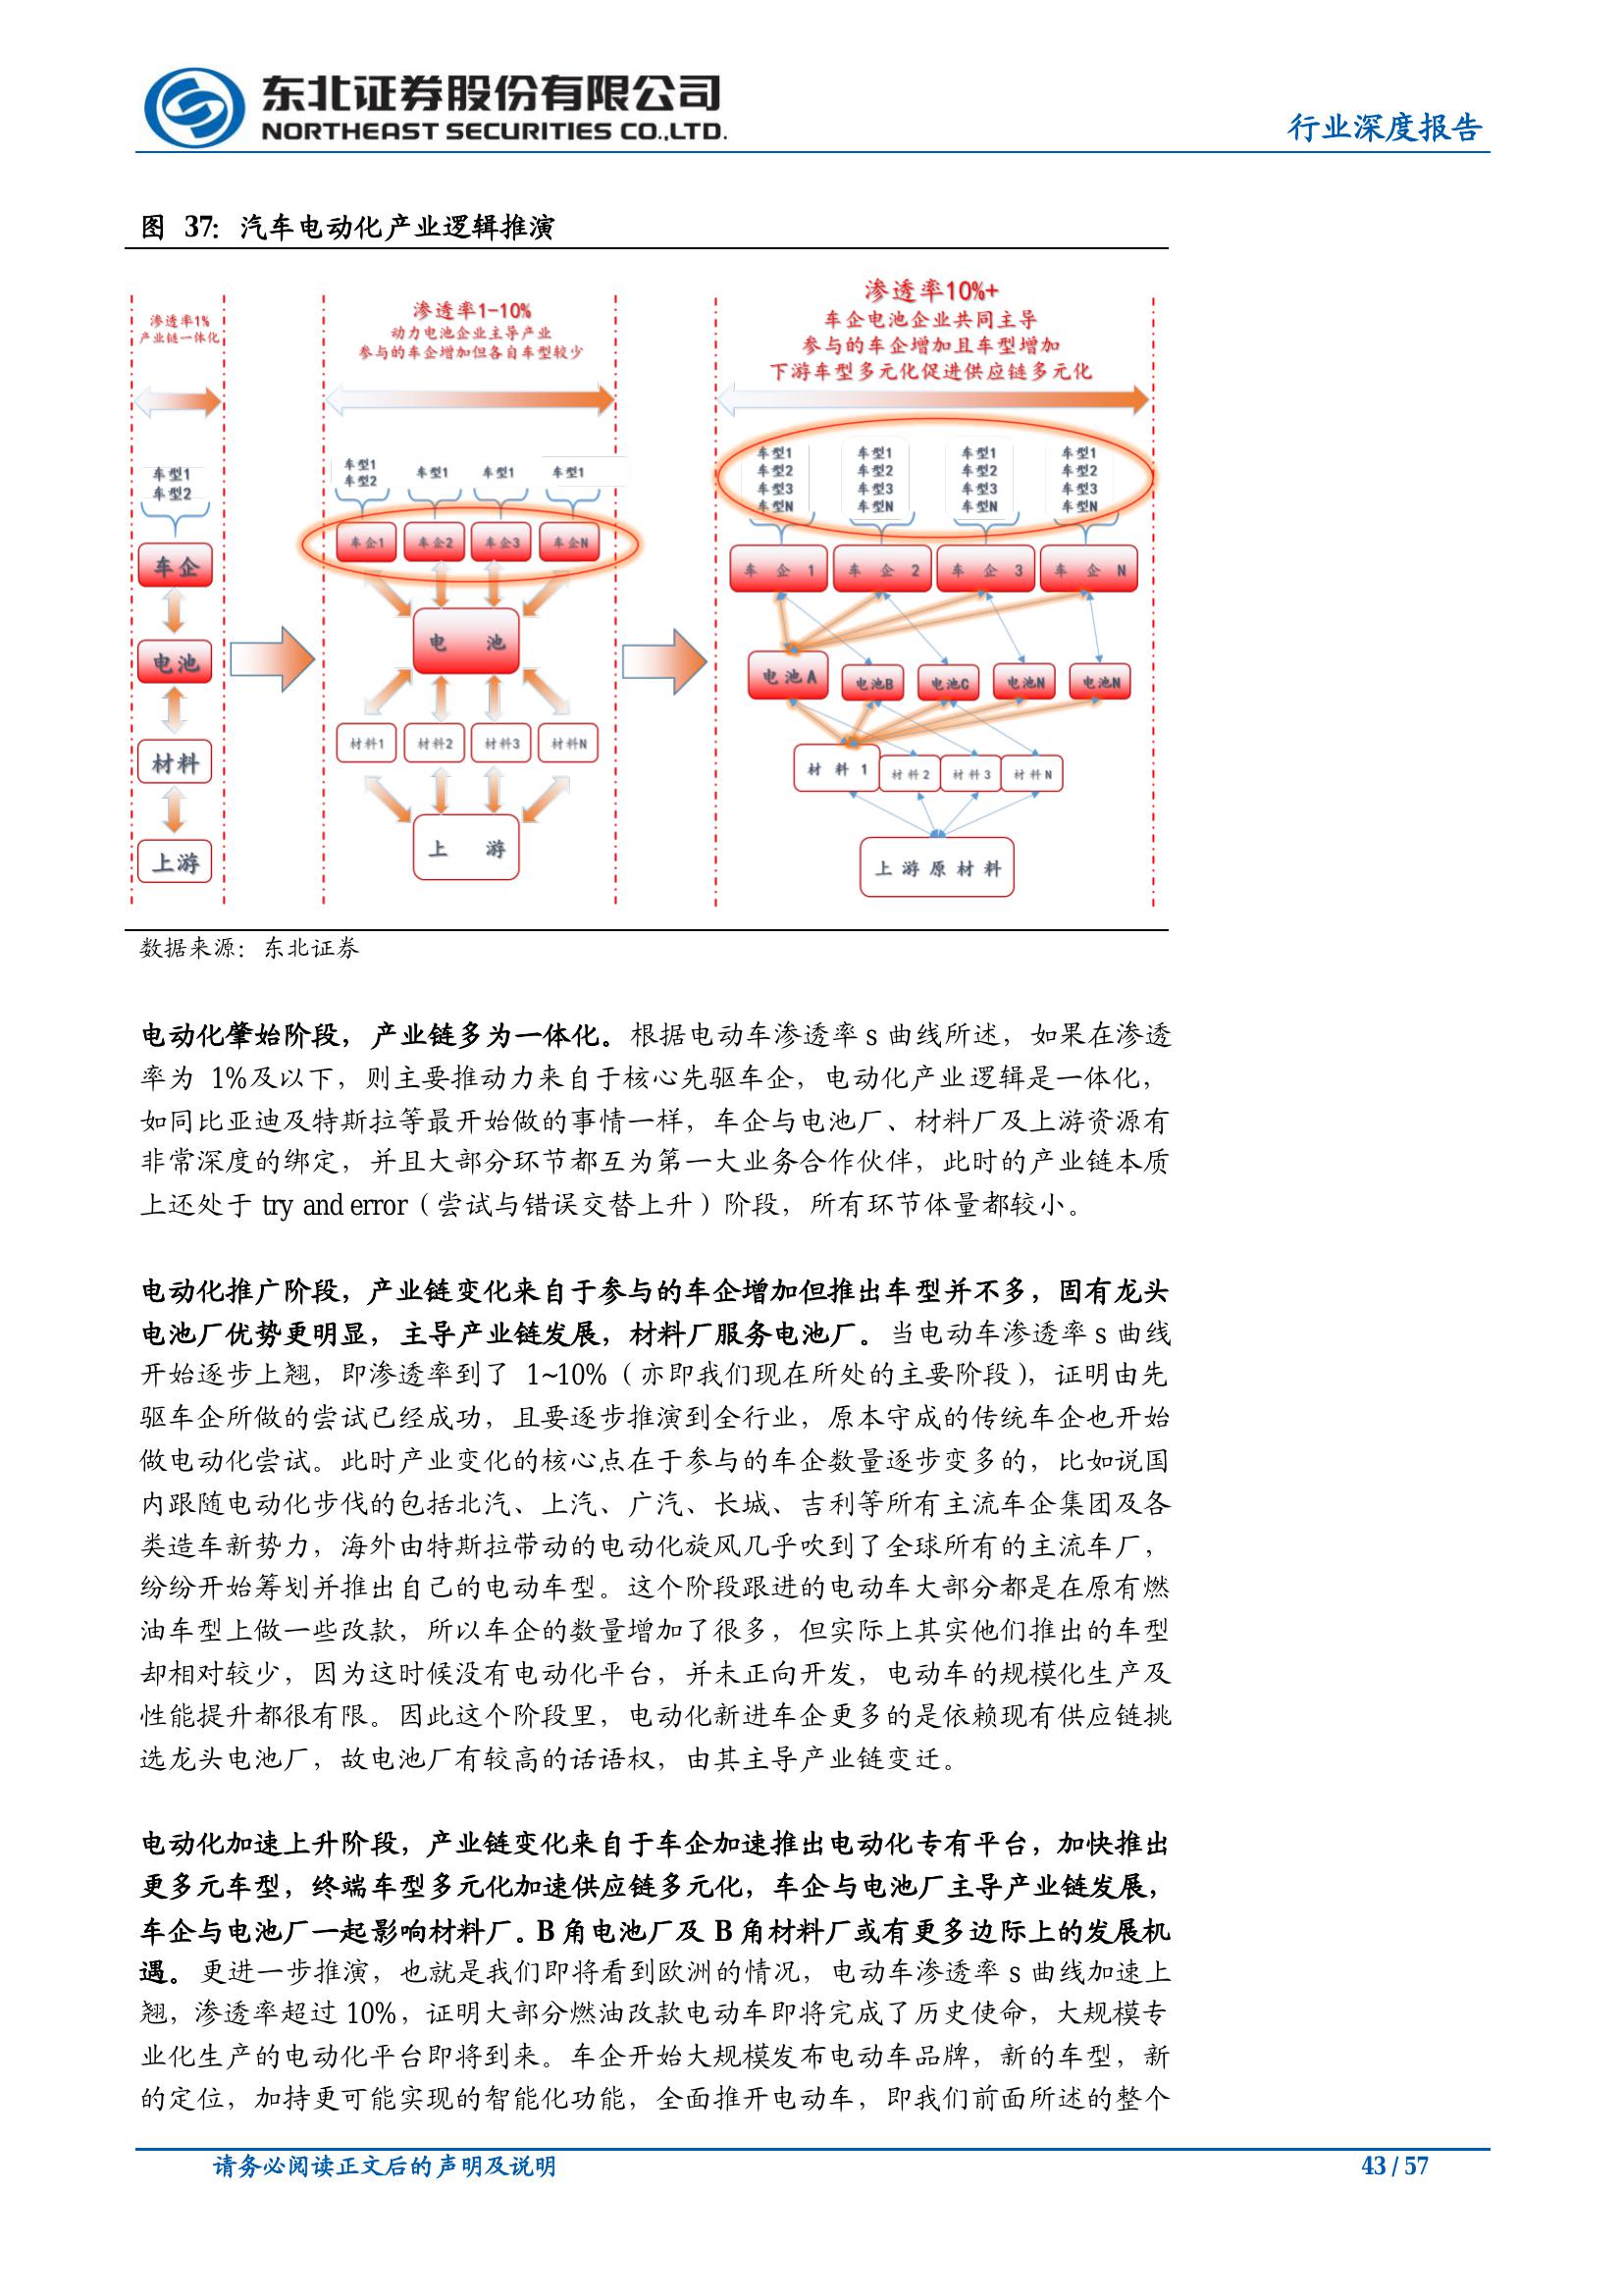 东北证券股份有限公司
NORTHEAST SECURITIES CO.,LTD.
行业深度报告
图 37：汽车电动化产业逻辑推演
渗透率1%
产业链一体化
车型1
车型2
车企
电池
材料
上游
渗透率1-10%
动力电池企业主导产业
参与的车企增加但各自车型较少
车型1
车型2
车型1
车型1
车型1
车企1
车企2
车企3
车企N
电 池
材料1
材料2
材料3
材料N
上 游
渗透率10%+
车企电池企业共同主导
参与的车企增加且车型增加
下游车型多元化促进供应链多元化
车型1
车型2
车型3
车型N
车型1
车型2
车型3
车型N
车型1
车型2
车型3
车型N
车型1
车型2
车型3
车型N
车 企 1
车 企 2
车 企 3
车 企 N
电池A
电池B
电池C
电池N
电池N
材 料 1
材 料 2
材 料 3
材 料 N
上 游 原 材 料
数据来源：东北证券
电动化肇始阶段，产业链多为一体化。根据电动车渗透率 s 曲线所述，如果在渗透
率为 1%及以下，则主要推动力来自于核心先驱车企，电动化产业逻辑是一体化，
如同比亚迪及特斯拉等最开始做的事情一样，车企与电池厂、材料厂及上游资源有
非常深度的绑定，并且大部分环节都互为第一大业务合作伙伴，此时的产业链本质
上还处于 try and error（尝试与错误交替上升）阶段，所有环节体量都较小。
电动化推广阶段，产业链变化来自于参与的车企增加但推出车型并不多，固有龙头
电池厂优势更明显，主导产业链发展，材料厂服务电池厂。当电动车渗透率 s 曲线
开始逐步上翘，即渗透率到了 1~10%（亦即我们现在所处的主要阶段），证明由先
驱车企所做的尝试已经成功，且要逐步推演到全行业，原本守成的传统车企也开始
做电动化尝试。此时产业变化的核心点在于参与的车企数量逐步变多的，比如说国
内跟随电动化步伐的包括北汽、上汽、广汽、长城、吉利等所有主流车企集团及各
类造车新势力，海外由特斯拉带动的电动化旋风几乎吹到了全球所有的主流车厂，
纷纷开始筹划并推出自己的电动车型。这个阶段跟进的电动车大部分都是在原有燃
油车型上做一些改款，所以车企的数量增加了很多，但实际上其实他们推出的车型
却相对较少，因为这时候没有电动化平台，并未正向开发，电动车的规模化生产及
性能提升都很有限。因此这个阶段里，电动化新进车企更多的是依赖现有供应链挑
选龙头电池厂，故电池厂有较高的话语权，由其主导产业链变迁。
电动化加速上升阶段，产业链变化来自于车企加速推出电动化专有平台，加快推出
更多元车型，终端车型多元化加速供应链多元化，车企与电池厂主导产业链发展，
车企与电池厂一起影响材料厂。B 角电池厂及 B 角材料厂或有更多边际上的发展机
遇。更进一步推演，也就是我们即将看到欧洲的情况，电动车渗透率 s 曲线加速上
翘，渗透率超过 10%，证明大部分燃油改款电动车即将完成了历史使命，大规模专
业化生产的电动化平台即将到来。车企开始大规模发布电动车品牌，新的车型，新
的定位，加持更可能实现的智能化功能，全面推开电动车，即我们前面所述的整个
请务必阅读正文后的声明及说明
43 / 57